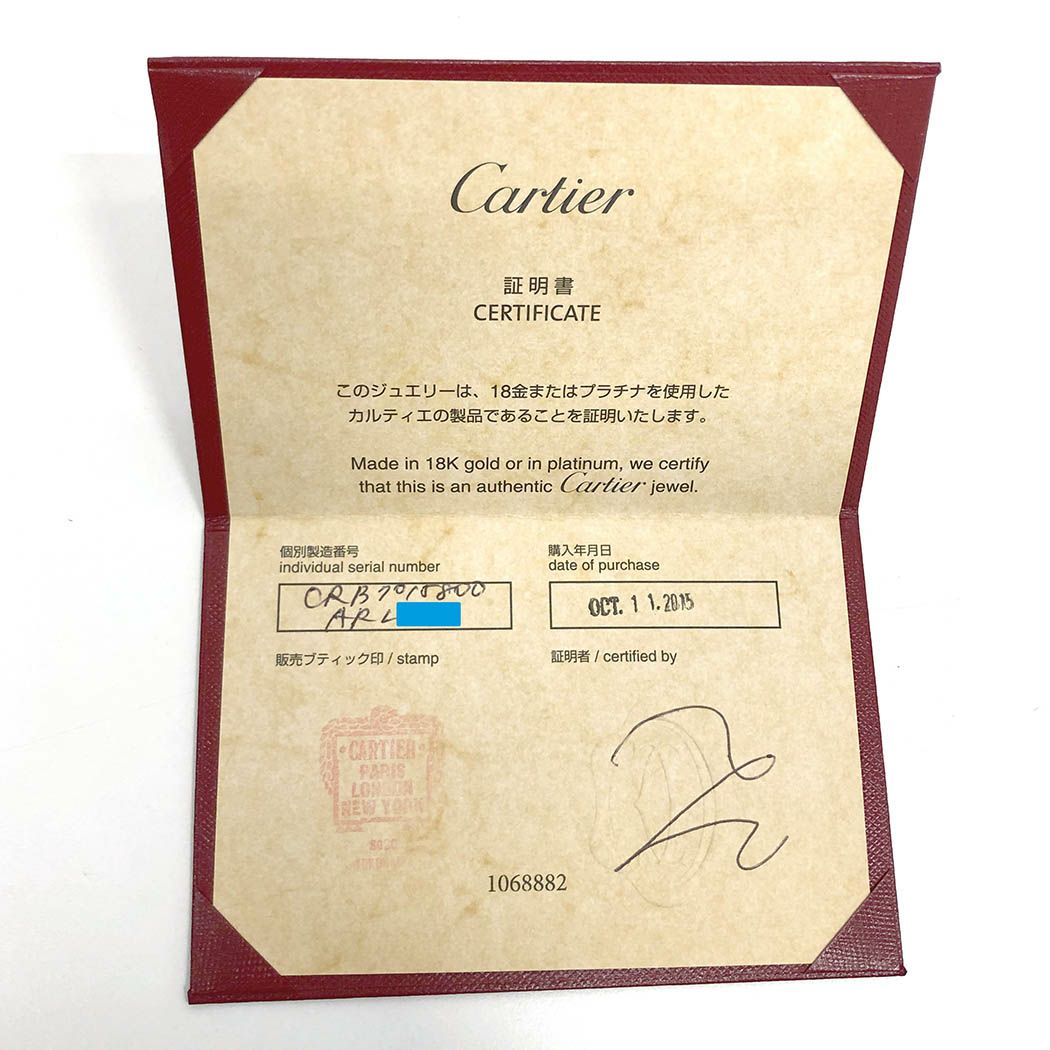 Cartier
証明書
CERTIFICATE
このジュエリーは、18金またはプラチナを使用した
カルティエの製品であることを証明いたします。
Made in 18K gold or in platinum, we certify
that this is an authentic Cartier jewel.
個別製造番号
individual serial number
CRB7015800
ARL
購入年月日
date of purchase
OCT. 11.2015
販売ブティック印 / stamp
証明者 / certified by
CARTIER
PARIS
LONDON
NEW YORK
1068882